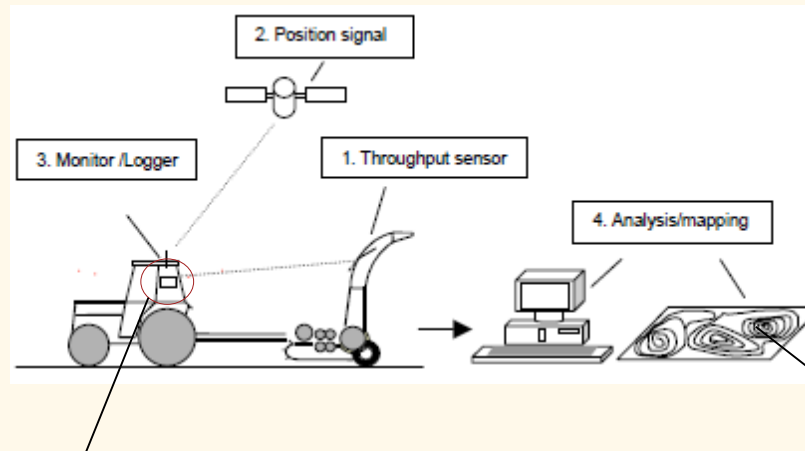 2. Position signal
3. Monitor /Logger
1. Throughput sensor
4. Analysis/mapping